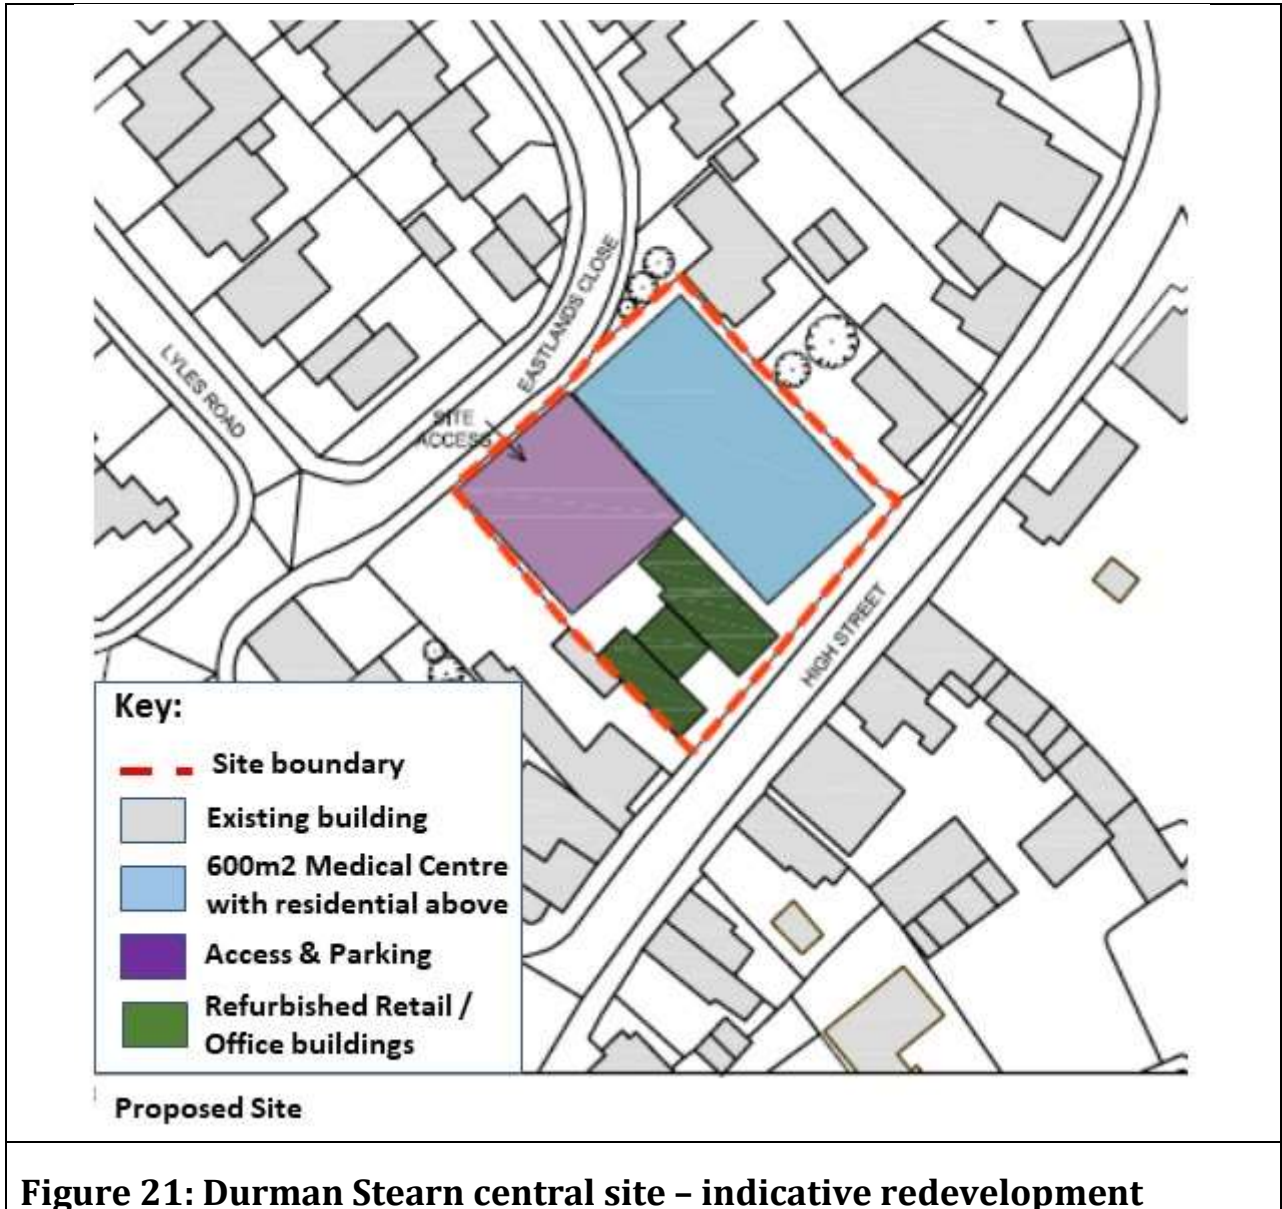 EASTLANDS CLOSE
LYLES ROAD
SITE
ACCESS
HIGH STREET
Key:
Site boundary
Existing building
600m2 Medical Centre
with residential above
Access & Parking
Refurbished Retail /
Office buildings
Proposed Site
Figure 21: Durman Stearn central site – indicative redevelopment